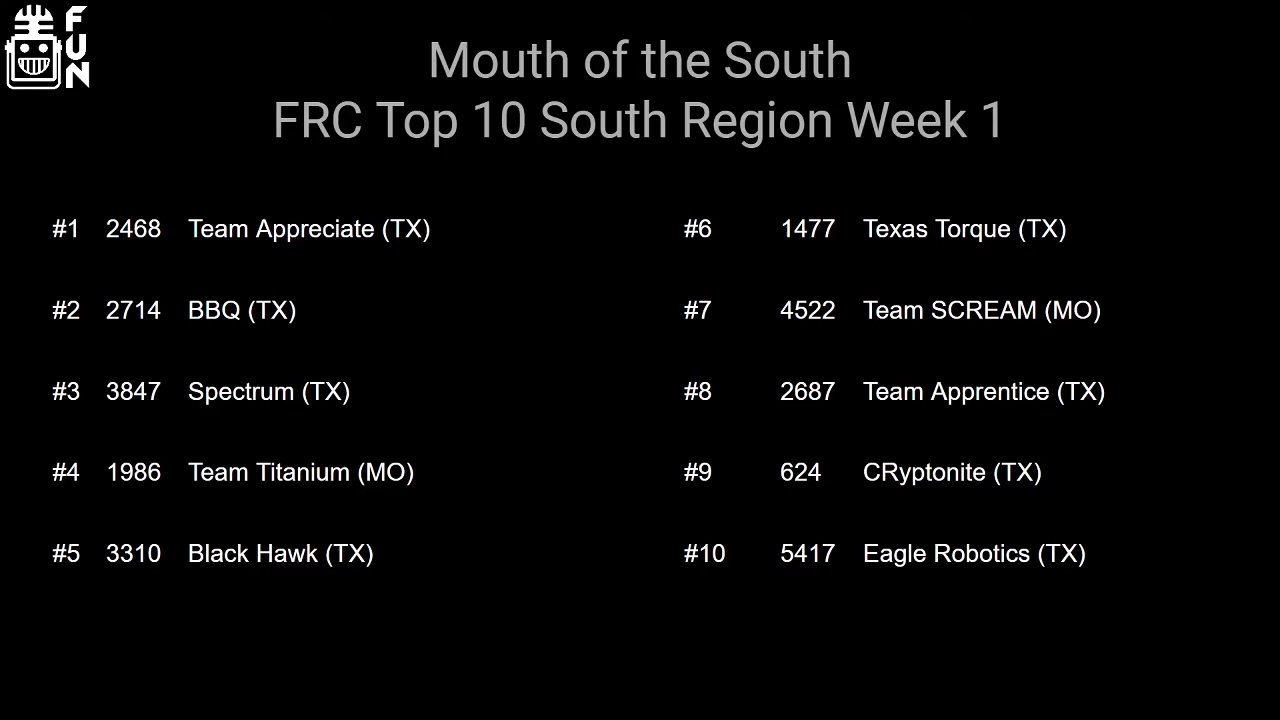 FUN
Mouth of the South
FRC Top 10 South Region Week 1
#1 2468 Team Appreciate (TX)
#2 2714 BBQ (TX)
#3 3847 Spectrum (TX)
#4 1986 Team Titanium (MO)
#5 3310 Black Hawk (TX)
#6 1477 Texas Torque (TX)
#7 4522 Team SCREAM (MO)
#8 2687 Team Apprentice (TX)
#9 624 CRyptonite (TX)
#10 5417 Eagle Robotics (TX)